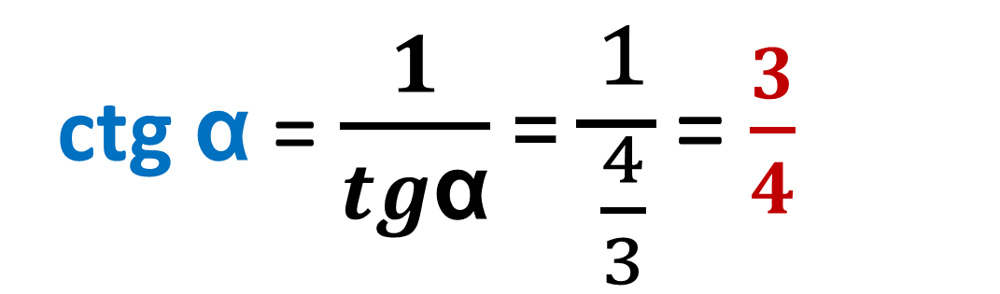 ctg α = 1/tgα = 1/(4/3) = 3/4